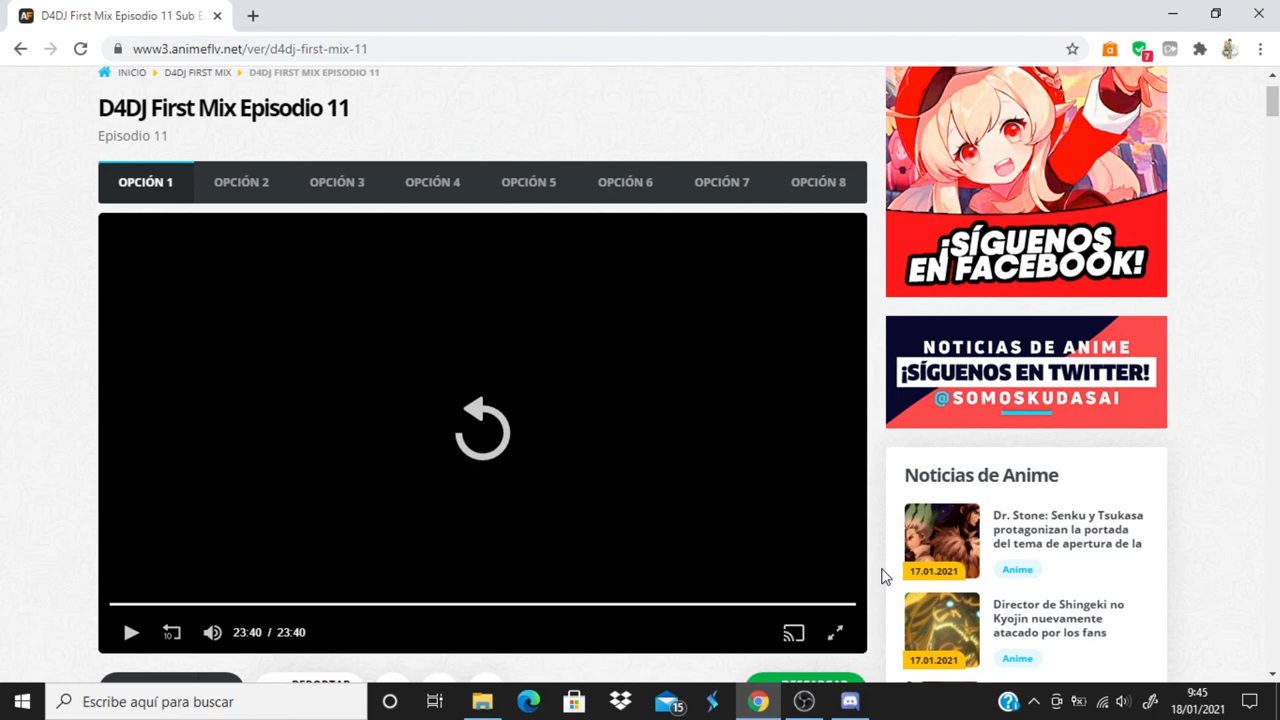 D4DJ First Mix Episodio 11 Sub E
www3.animeflv.net/ver/d4dj-first-mix-11
7
INICIO D4DJ FIRST MIX D4DJ FIRST MIX EPISODIO 11
D4DJ First Mix Episodio 11
Episodio 11
OPCIÓN 1 OPCIÓN 2 OPCIÓN 3 OPCIÓN 4 OPCIÓN 5 OPCIÓN 6 OPCIÓN 7 OPCIÓN 8
10
23:40 / 23:40
REPORTAR
DESCARGAR
¡SÍGUENOS
EN FACEBOOK!
NOTICIAS DE ANIME
¡SÍGUENOS EN TWITTER!
@SOMOSKUDASAI
Noticias de Anime
Dr. Stone: Senku y Tsukasa
protagonizan la portada
del tema de apertura de la
17.01.2021
Anime
Director de Shingeki no
Kyojin nuevamente
atacado por los fans
17.01.2021
Anime
Escribe aquí para buscar
15
9:45
18/01/2021